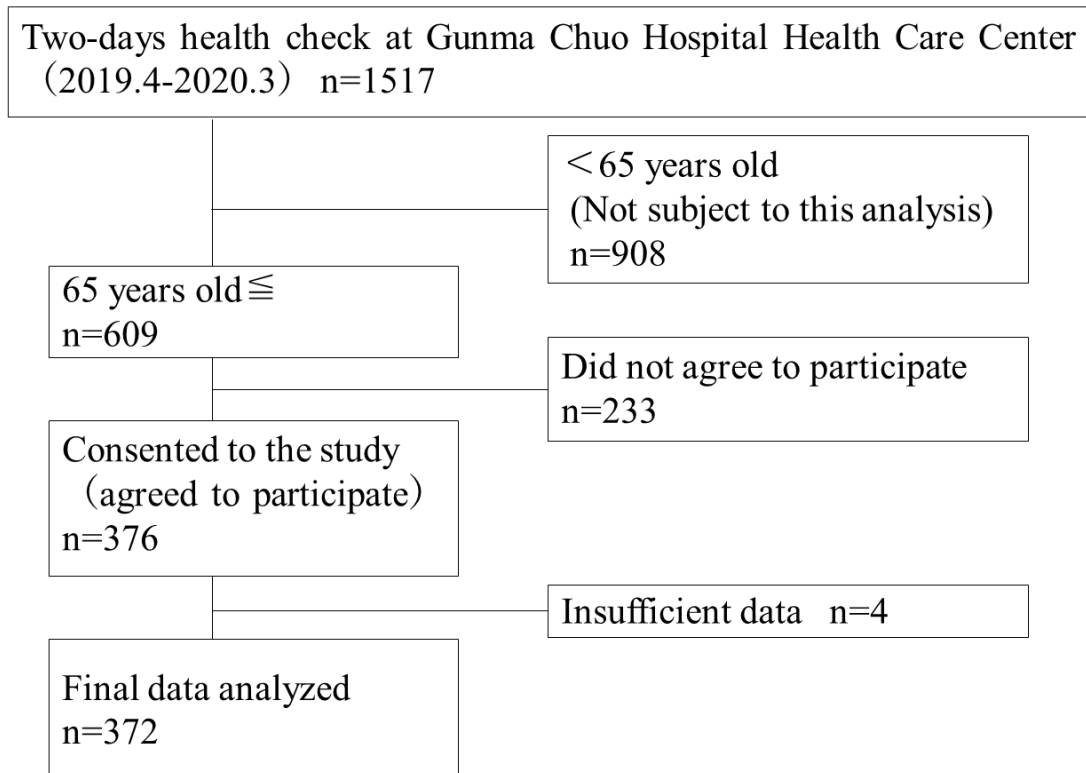 Two-days health check at Gunma Chuo Hospital Health Care Center
（2019.4-2020.3） n=1517
＜65 years old
(Not subject to this analysis)
n=908
65 years old≦
n=609
Did not agree to participate
n=233
Consented to the study
（agreed to participate）
n=376
Insufficient data n=4
Final data analyzed
n=372